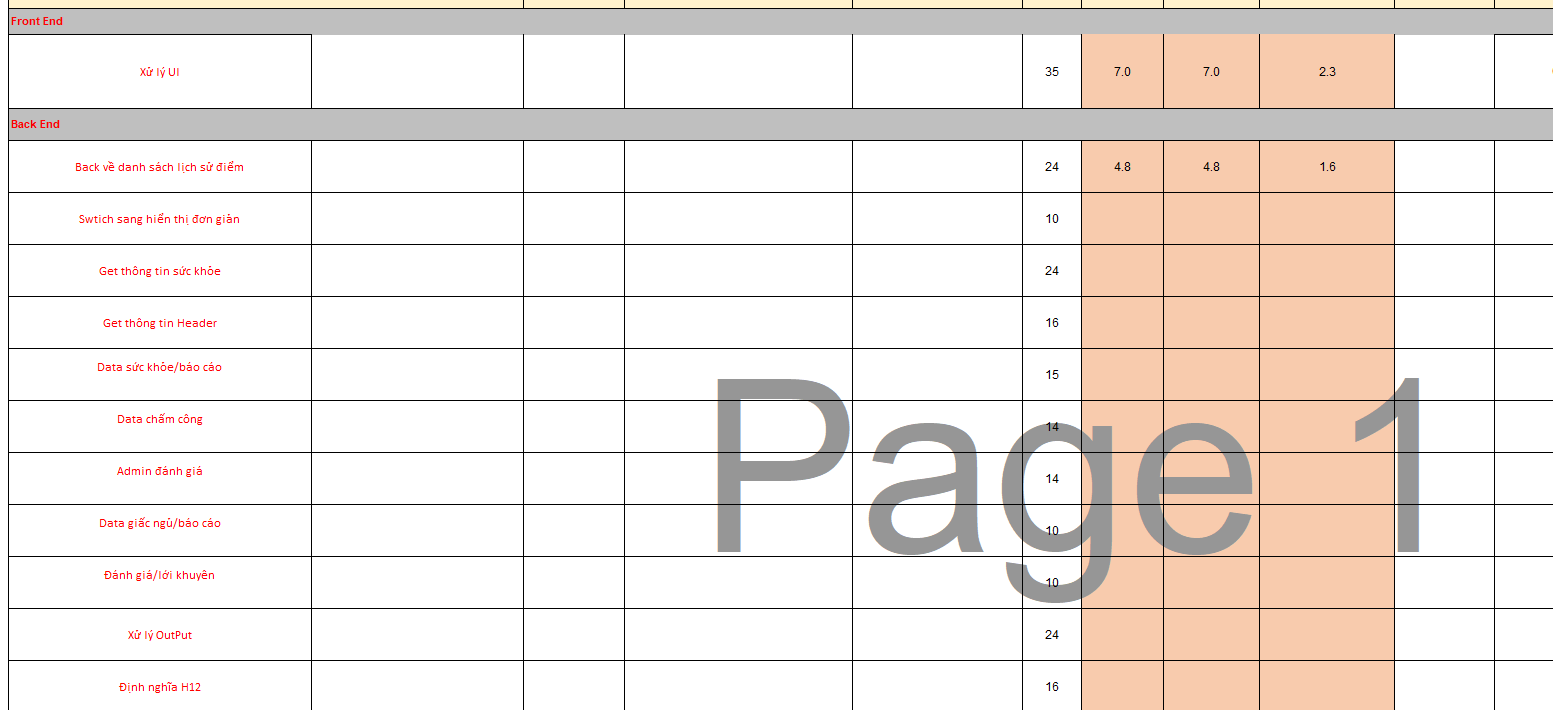 Front End
Xử lý UI 35 7.0 7.0 2.3
Back End
Back về danh sách lịch sử điểm 24 4.8 4.8 1.6
Swtich sang hiển thị đơn giản 10
Get thông tin sức khỏe 24
Get thông tin Header 16
Data sức khỏe/báo cáo 15
Data chấm công 14
Admin đánh giá 14
Data giấc ngủ/báo cáo 10
Đánh giá/lới khuyên 10
Xử lý OutPut 24
Định nghĩa H12 16
Page 1